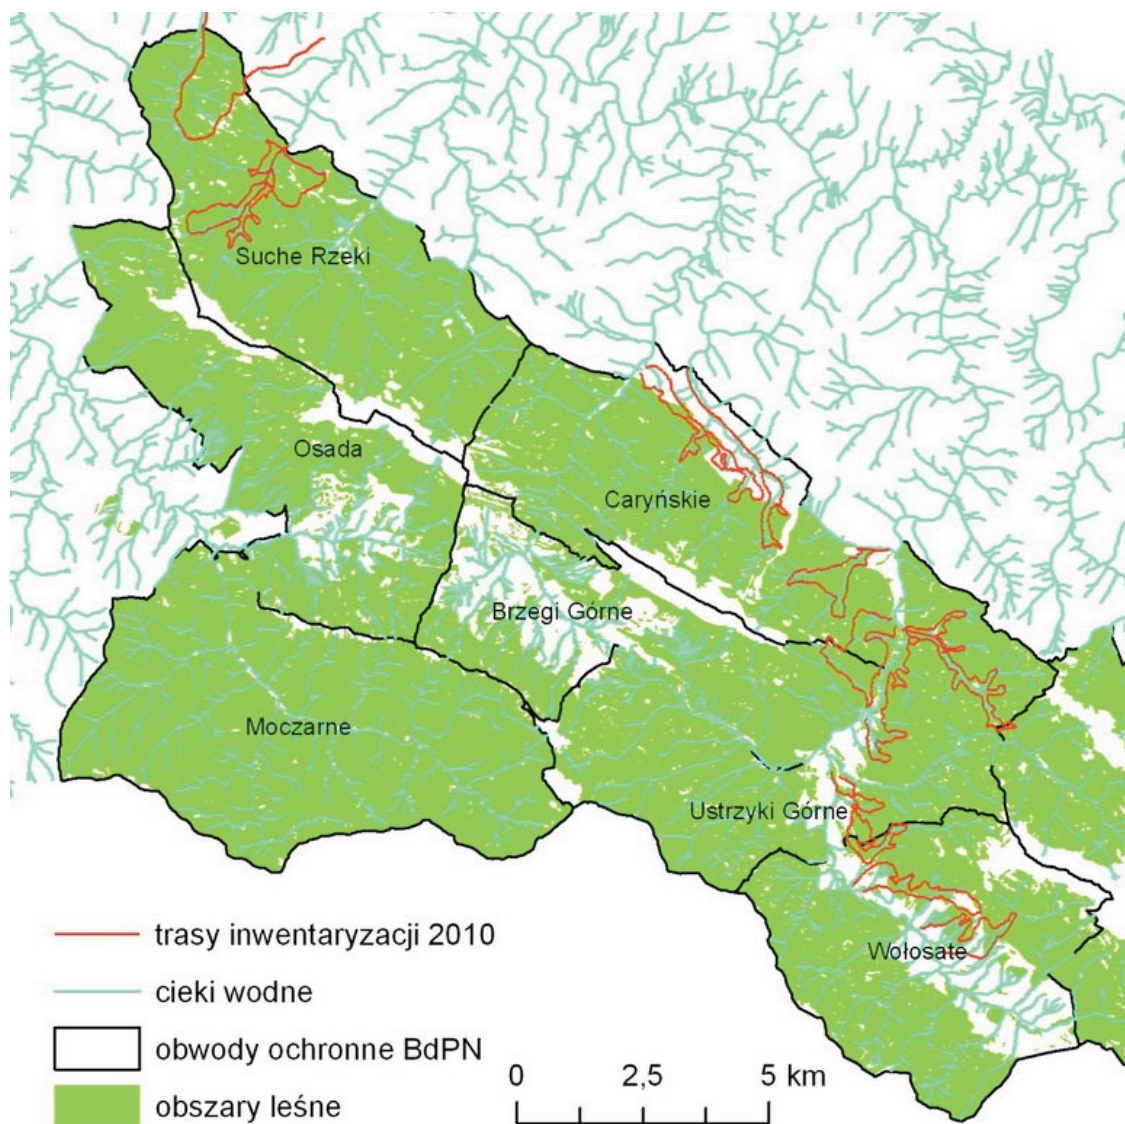 Suche Rzeki
Osada
Caryńskie
Brzegi Górne
Moczarne
Ustrzyki Górne
Wołosate
trasy inwentaryzacji 2010
cieki wodne
obwody ochronne BdPN
obszary leśne
0 2,5 5 km